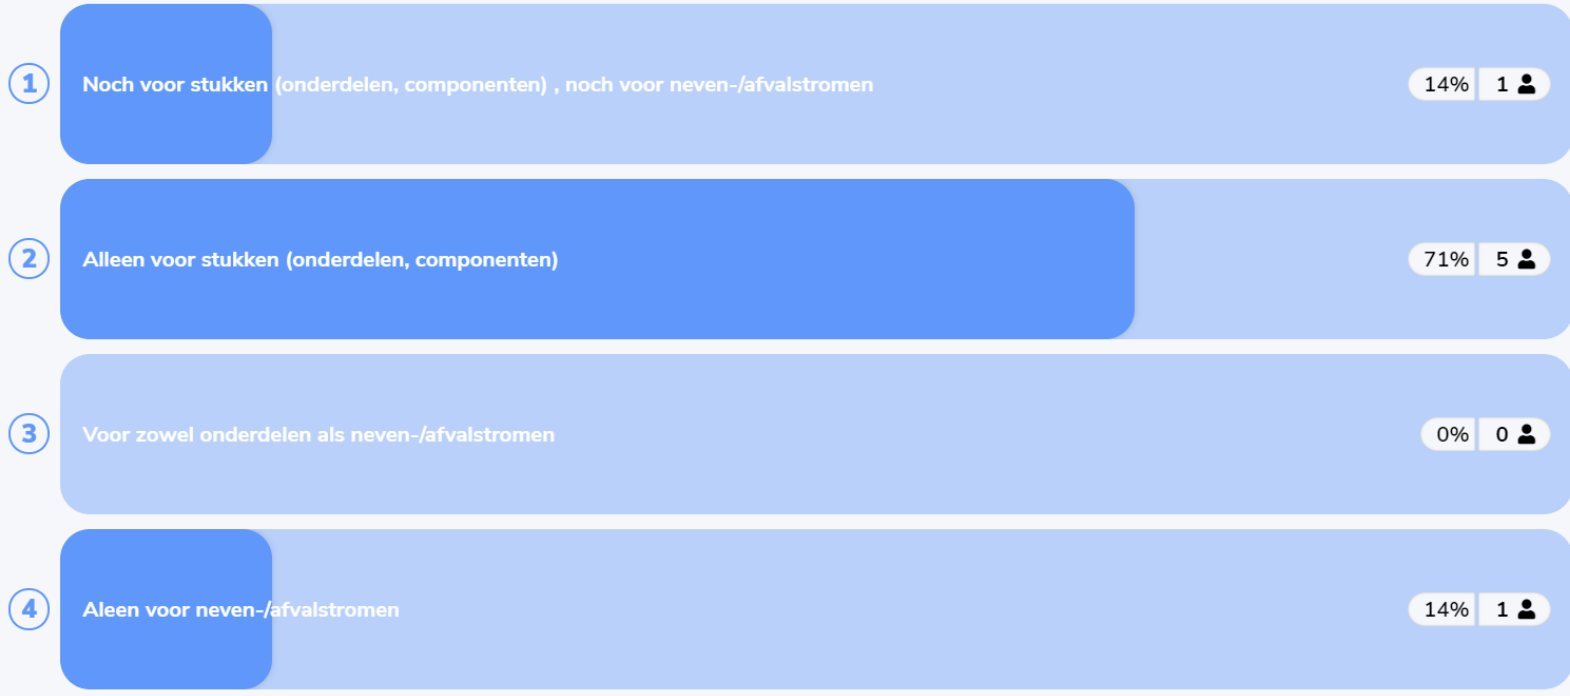 1 Noch voor stukken (onderdelen, componenten) , noch voor neven-/afvalstromen 14% 1
2 Alleen voor stukken (onderdelen, componenten) 71% 5
3 Voor zowel onderdelen als neven-/afvalstromen 0% 0
4 Aleen voor neven-/afvalstromen 14% 1